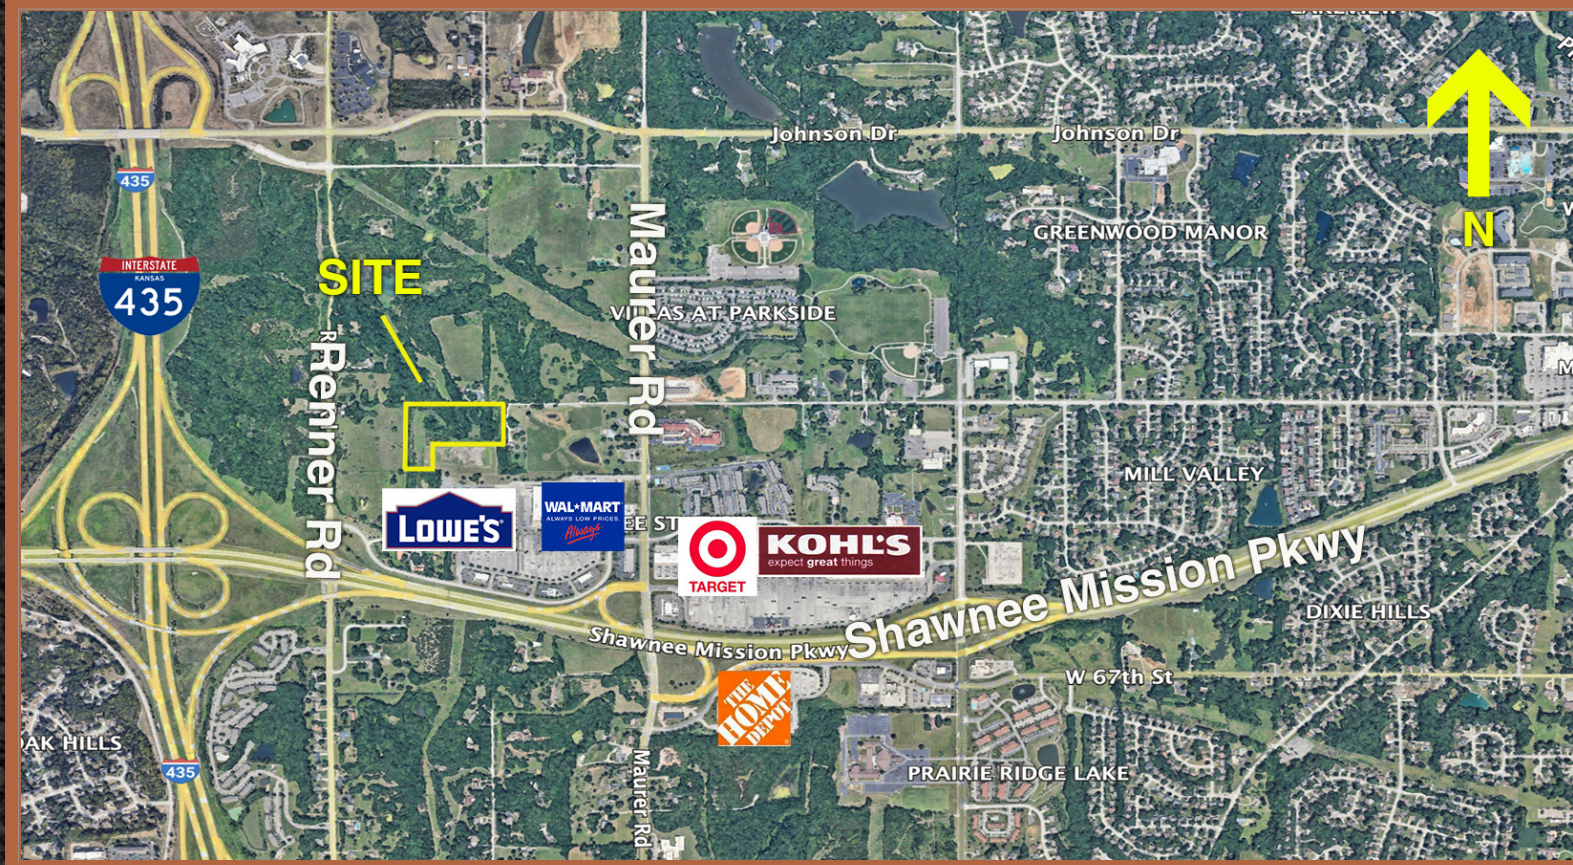 Johnson Dr
Johnson Dr
435
Maurer Rd
GREENWOOD MANOR
N
INTERSTATE
KANSAS
435
SITE
VILLAS AT PARKSIDE
R
Renner Rd
MILL VALLEY
LOWE'S
WAL★MART
ALWAYS LOW PRICES.
Always
EE ST
TARGET
KOHL'S
expect great things
Shawnee Mission Pkwy
DIXIE HILLS
Shawnee Mission Pkwy
W 67th St
THE
HOME
DEPOT
OAK HILLS
435
Maurer Rd
PRAIRIE RIDGE LAKE